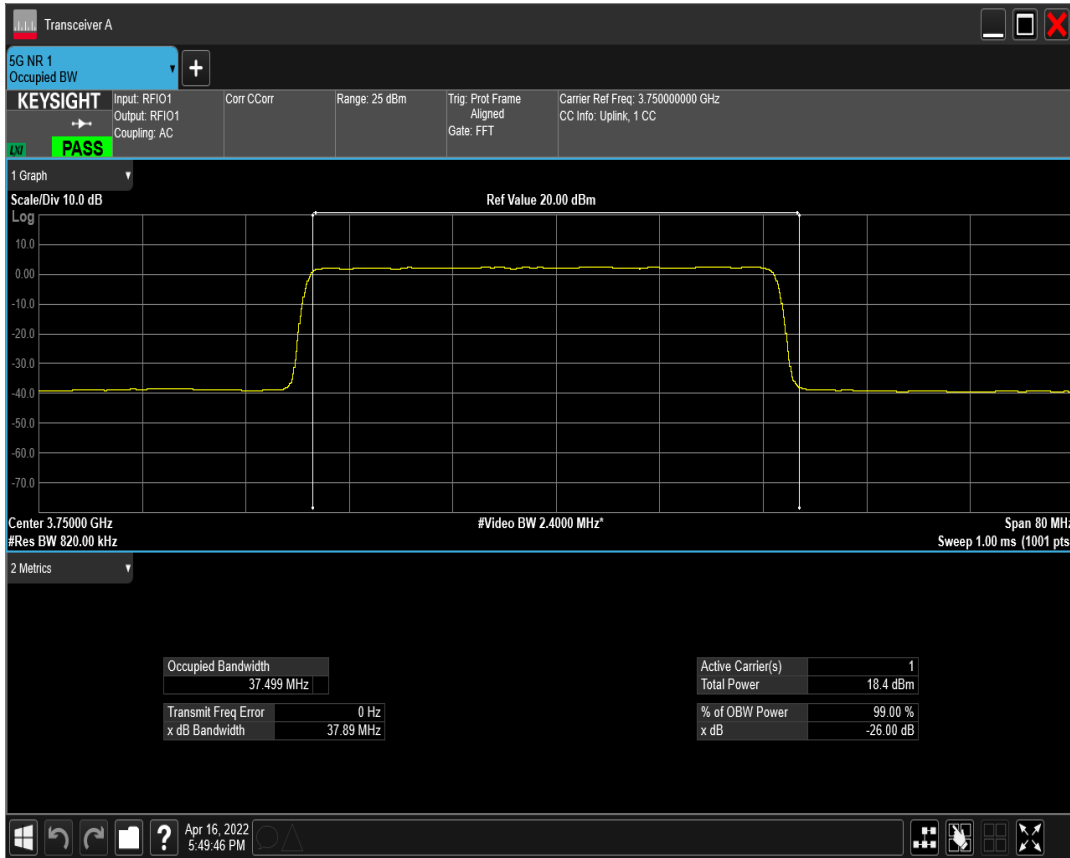 Transceiver A
5G NR 1
Occupied BW
+
KEYSIGHT
Input: RFIO1
Output: RFIO1
Coupling: AC
LXI
PASS
Corr CCorr
Range: 25 dBm
Trig: Prot Frame
Aligned
Gate: FFT
Carrier Ref Freq: 3.750000000 GHz
CC Info: Uplink, 1 CC
1 Graph
Scale/Div 10.0 dB
Ref Value 20.00 dBm
Log
10.0
0.00
-10.0
-20.0
-30.0
-40.0
-50.0
-60.0
-70.0
Center 3.75000 GHz
#Video BW 2.4000 MHz*
Span 80 MHz
#Res BW 820.00 kHz
Sweep 1.00 ms (1001 pts
2 Metrics
Occupied Bandwidth
37.499 MHz
Transmit Freq Error 0 Hz
x dB Bandwidth 37.89 MHz
Active Carrier(s) 1
Total Power 18.4 dBm
% of OBW Power 99.00 %
x dB -26.00 dB
?
Apr 16, 2022
5:49:46 PM